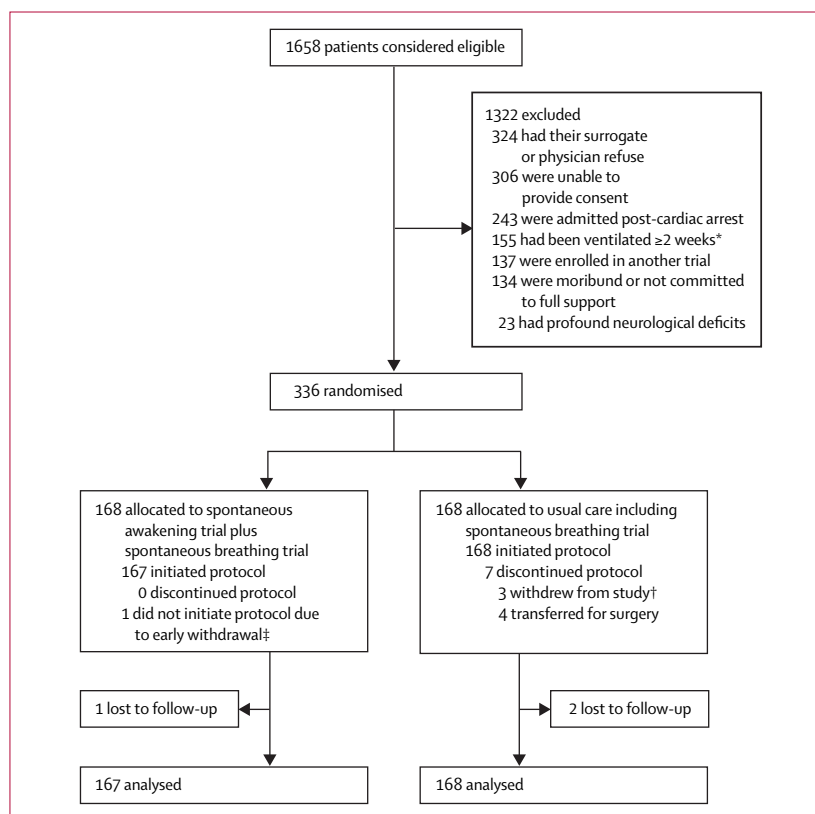 1658 patients considered eligible
1322 excluded
324 had their surrogate
or physician refuse
306 were unable to
provide consent
243 were admitted post-cardiac arrest
155 had been ventilated ≥2 weeks*
137 were enrolled in another trial
134 were moribund or not committed
to full support
23 had profound neurological deficits
336 randomised
168 allocated to spontaneous
awakening trial plus
spontaneous breathing trial
167 initiated protocol
0 discontinued protocol
1 did not initiate protocol due
to early withdrawal‡
168 allocated to usual care including
spontaneous breathing trial
168 initiated protocol
7 discontinued protocol
3 withdrew from study†
4 transferred for surgery
1 lost to follow-up
2 lost to follow-up
167 analysed
168 analysed